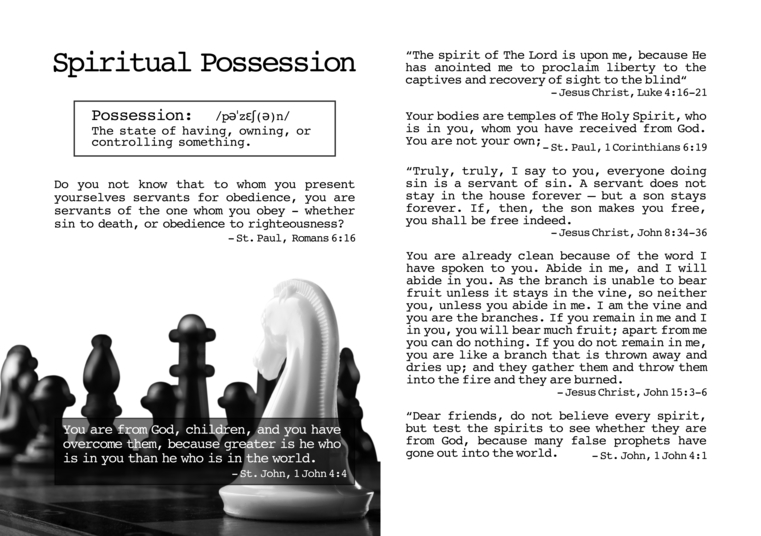 Spiritual Possession
Possession: /pəˈzɛʃ(ə)n/
The state of having, owning, or
controlling something.
Do you not know that to whom you present
yourselves servants for obedience, you are
servants of the one whom you obey – whether
sin to death, or obedience to righteousness?
– St. Paul, Romans 6:16
You are from God, children, and you have
overcome them, because greater is he who
is in you than he who is in the world.
– St. John, 1 John 4:4
“The spirit of The Lord is upon me, because He
has anointed me to proclaim liberty to the
captives and recovery of sight to the blind”
– Jesus Christ, Luke 4:16-21
Your bodies are temples of The Holy Spirit, who
is in you, whom you have received from God.
You are not your own; – St. Paul, 1 Corinthians 6:19
“Truly, truly, I say to you, everyone doing
sin is a servant of sin. A servant does not
stay in the house forever – but a son stays
forever. If, then, the son makes you free,
you shall be free indeed.
– Jesus Christ, John 8:34-36
You are already clean because of the word I
have spoken to you. Abide in me, and I will
abide in you. As the branch is unable to bear
fruit unless it stays in the vine, so neither
you, unless you abide in me. I am the vine and
you are the branches. If you remain in me and I
in you, you will bear much fruit; apart from me
you can do nothing. If you do not remain in me,
you are like a branch that is thrown away and
dries up; and they gather them and throw them
into the fire and they are burned.
– Jesus Christ, John 15:3-6
“Dear friends, do not believe every spirit,
but test the spirits to see whether they are
from God, because many false prophets have
gone out into the world. – St. John, 1 John 4:1